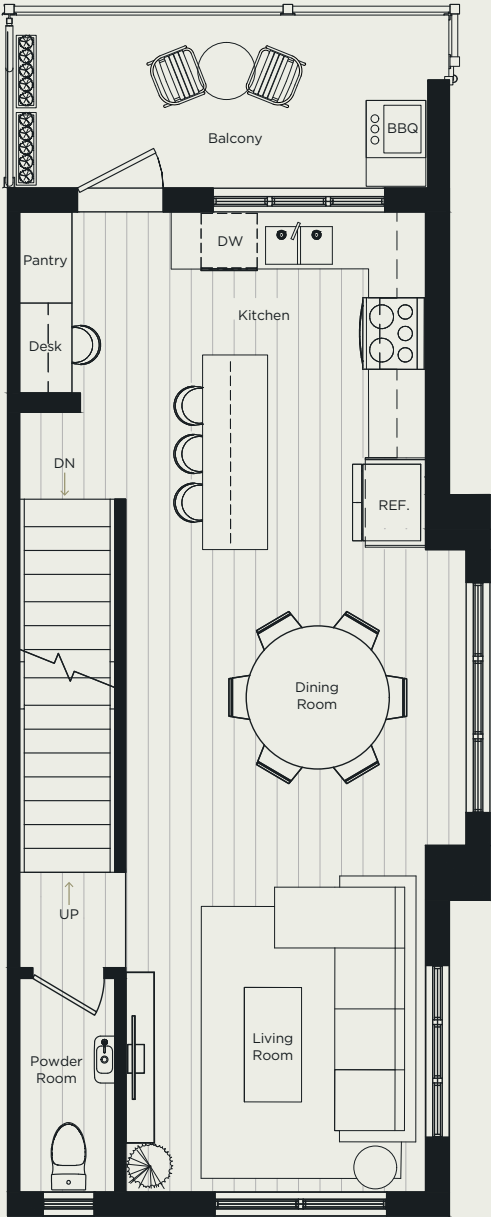 BBQ
Balcony
DW
Pantry
Kitchen
Desk
DN
REF.
Dining
Room
UP
Living
Room
Powder
Room